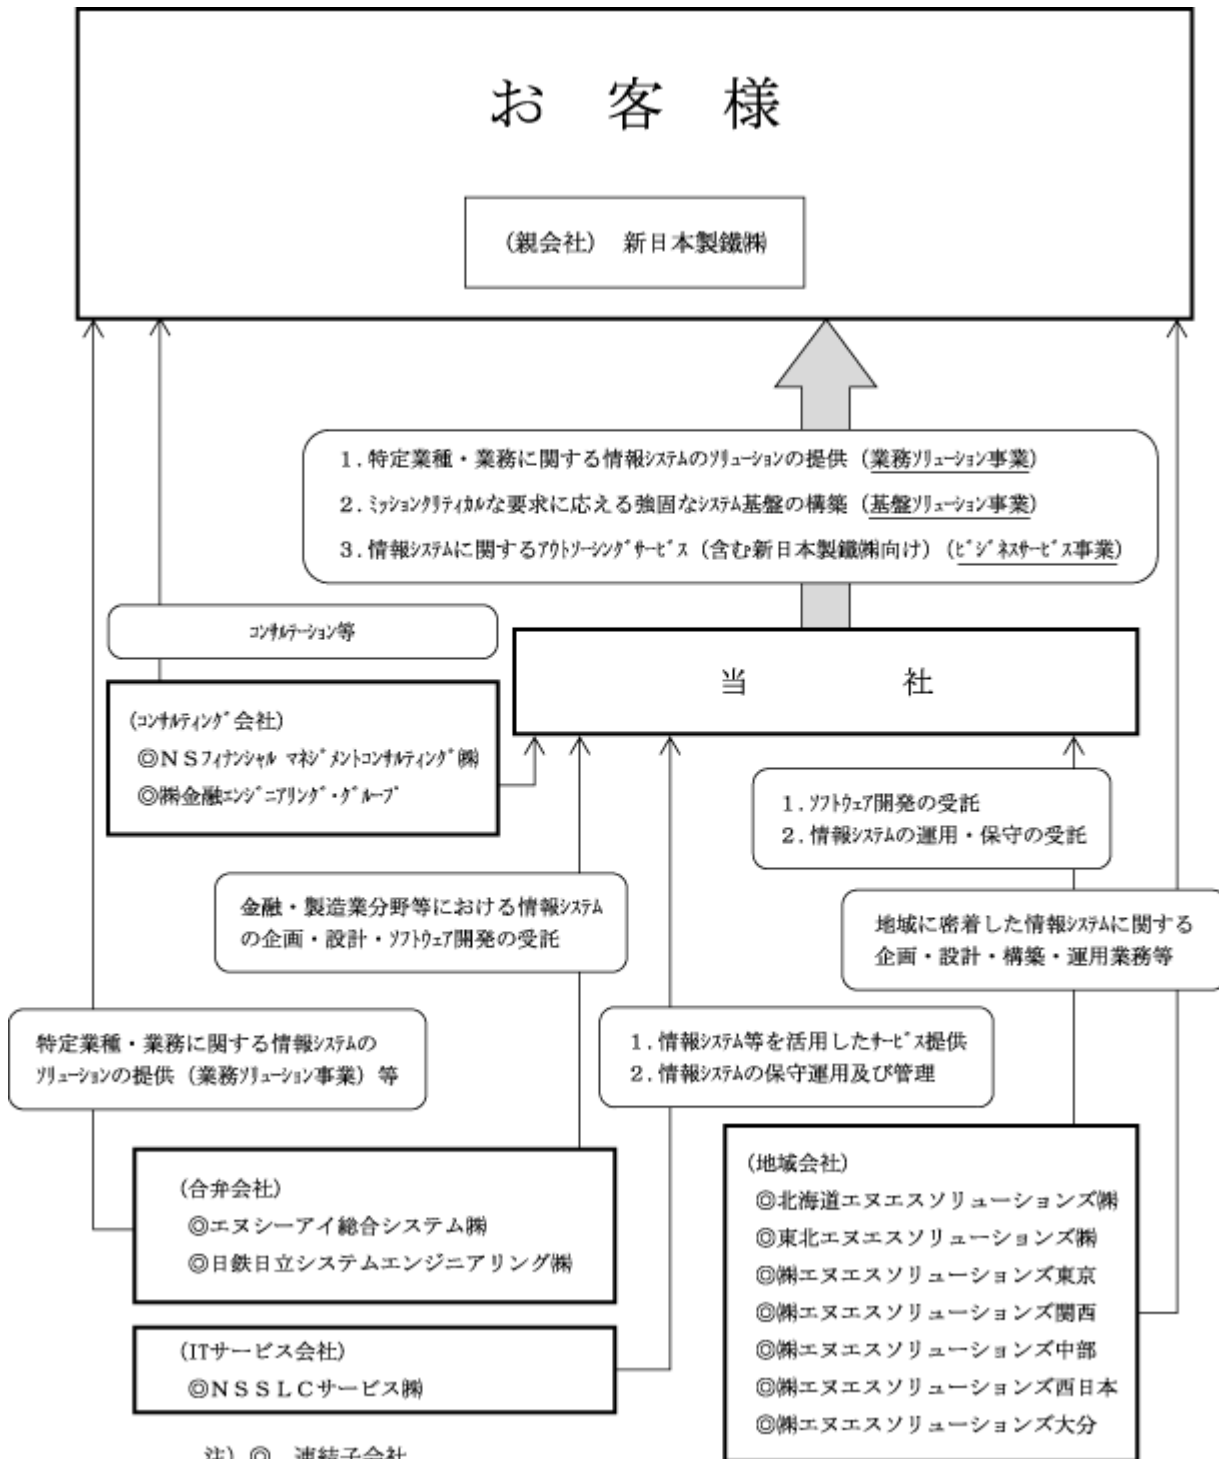 お客様
(親会社) 新日本製鐵㈱
1. 特定業種・業務に関する情報ｼｽﾃﾑのｿﾘｭｰｼｮﾝの提供 (業務ｿﾘｭｰｼｮﾝ事業)
2. ﾐｯｼｮﾝｸﾘﾃｨｶﾙな要求に応える強固なｼｽﾃﾑ基盤の構築 (基盤ｿﾘｭｰｼｮﾝ事業)
3. 情報ｼｽﾃﾑに関するｱｳﾄｿｰｼﾝｸﾞｻｰﾋﾞｽ (含む新日本製鐵㈱向け) (ﾋﾞｼﾞﾈｽｻｰﾋﾞｽ事業)
ｺﾝｻﾙﾃｰｼｮﾝ等
当社
(ｺﾝｻﾙﾃｨﾝｸﾞ会社)
◎ＮＳﾌｨﾅﾝｼｬﾙ ﾏﾈｼﾞﾒﾝﾄｺﾝｻﾙﾃｨﾝｸﾞ㈱
◎㈱金融ｴﾝｼﾞﾆｱﾘﾝｸﾞ・ｸﾞﾙｰﾌﾟ
1. ｿﾌﾄｳｪｱ開発の受託
2. 情報ｼｽﾃﾑの運用・保守の受託
金融・製造業分野等における情報ｼｽﾃﾑ
の企画・設計・ｿﾌﾄｳｪｱ開発の受託
地域に密着した情報ｼｽﾃﾑに関する
企画・設計・構築・運用業務等
特定業種・業務に関する情報ｼｽﾃﾑの
ｿﾘｭｰｼｮﾝの提供 (業務ｿﾘｭｰｼｮﾝ事業) 等
1. 情報ｼｽﾃﾑ等を活用したｻｰﾋﾞｽ提供
2. 情報ｼｽﾃﾑの保守運用及び管理
(合弁会社)
◎エヌシーアイ総合システム㈱
◎日鉄日立システムエンジニアリング㈱
(ITサービス会社)
◎ＮＳＳＬＣサービス㈱
(地域会社)
◎北海道エヌエスソリューションズ㈱
◎東北エヌエスソリューションズ㈱
◎㈱エヌエスソリューションズ東京
◎㈱エヌエスソリューションズ関西
◎㈱エヌエスソリューションズ中部
◎㈱エヌエスソリューションズ西日本
◎㈱エヌエスソリューションズ大分
注) ◎ 連結子会社